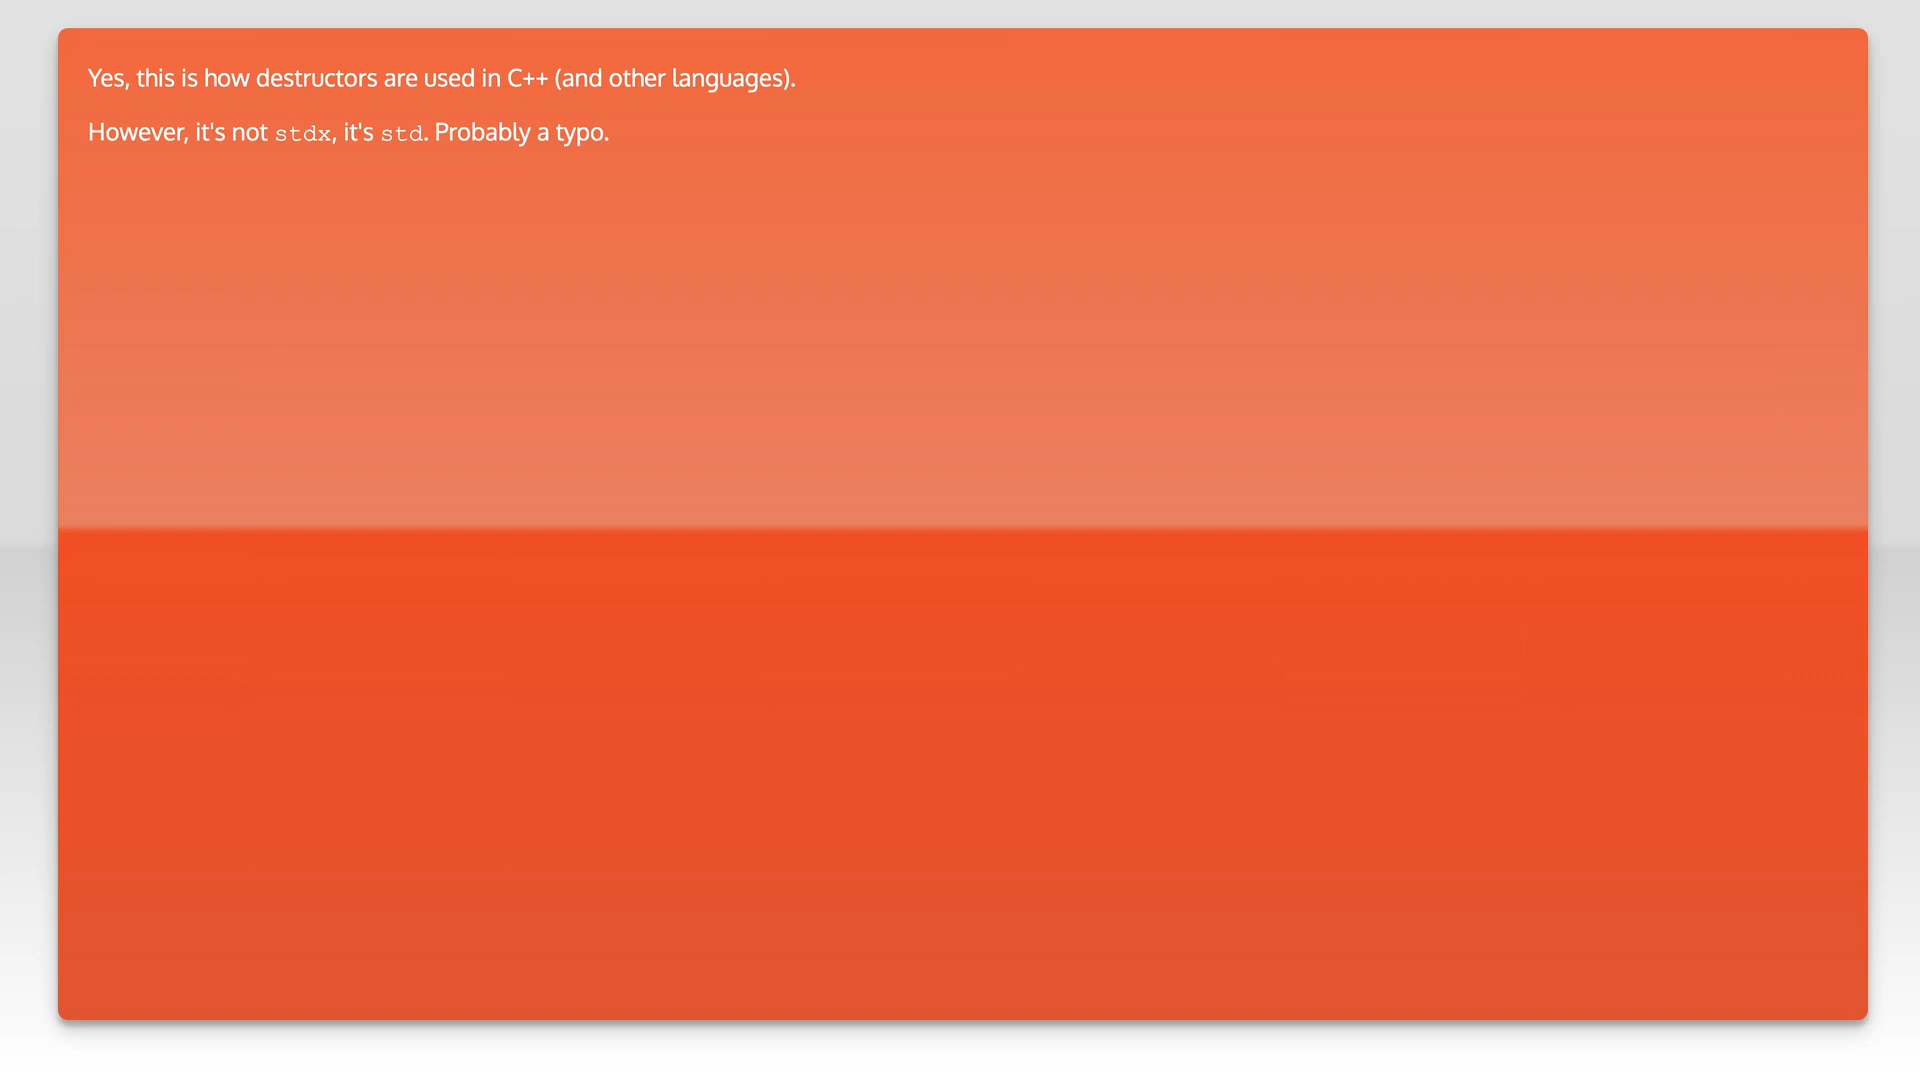 Yes, this is how destructors are used in C++ (and other languages).
However, it's not stdx, it's std. Probably a typo.